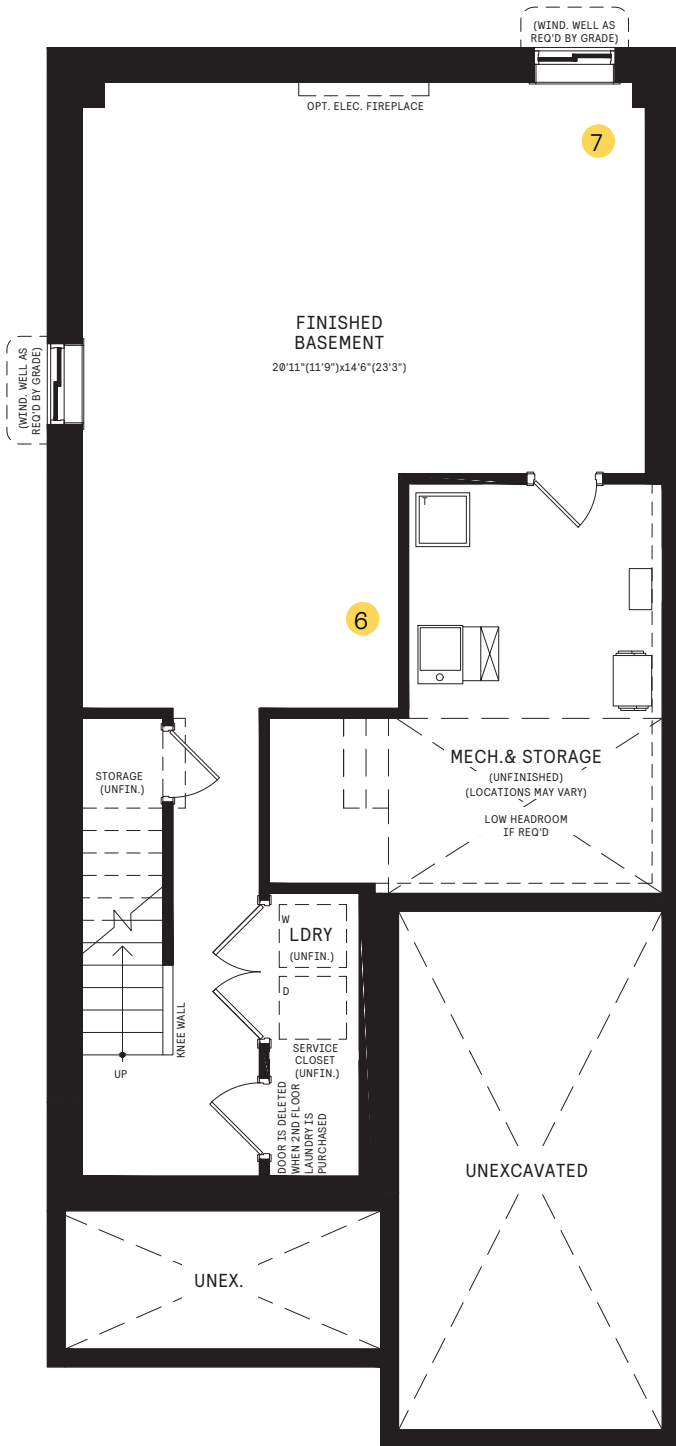 (WIND. WELL AS
REQ'D BY GRADE)
OPT. ELEC. FIREPLACE
7
FINISHED
BASEMENT
20'11"(11'9")x14'6"(23'3")
(WIND. WELL AS
REQ'D BY GRADE)
T
6
MECH.& STORAGE
(UNFINISHED)
(LOCATIONS MAY VARY)
LOW HEADROOM
IF REQ'D
STORAGE
(UNFIN.)
W
LDRY
(UNFIN.)
D
SERVICE
CLOSET
(UNFIN.)
KNEE WALL
UP
DOOR IS DELETED
WHEN 2ND FLOOR
LAUNDRY IS
PURCHASED
UNEXCAVATED
UNEX.